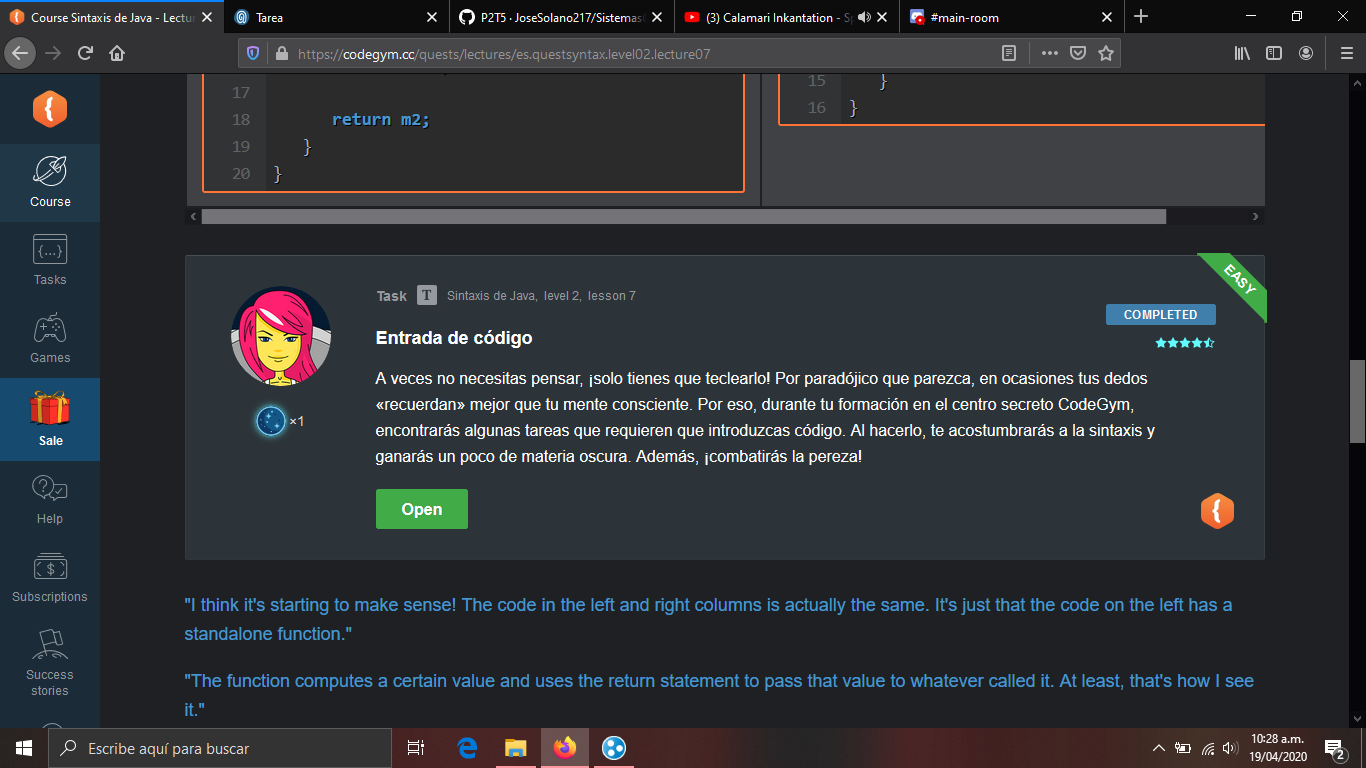 Course Sintaxis de Java - Lectu
Tarea
P2T5 · JoseSolano217/Sistemas
(3) Calamari Inkantation - S
#main-room
https://codegym.cc/quests/lectures/es.questsyntax.level02.lecture07
17
18 return m2;
19 }
20 }
15 }
16 }
Course
Tasks
Games
Sale
Help
Subscriptions
Success
stories
Task T Sintaxis de Java, level 2, lesson 7
EASY
COMPLETED
Entrada de código
×1
A veces no necesitas pensar, ¡solo tienes que teclearlo! Por paradójico que parezca, en ocasiones tus dedos
«recuerdan» mejor que tu mente consciente. Por eso, durante tu formación en el centro secreto CodeGym,
encontrarás algunas tareas que requieren que introduzcas código. Al hacerlo, te acostumbrarás a la sintaxis y
ganarás un poco de materia oscura. Además, ¡combatirás la pereza!
Open
"I think it's starting to make sense! The code in the left and right columns is actually the same. It's just that the code on the left has a
standalone function."
"The function computes a certain value and uses the return statement to pass that value to whatever called it. At least, that's how I see
it."
Escribe aquí para buscar
10:28 a.m.
19/04/2020
2